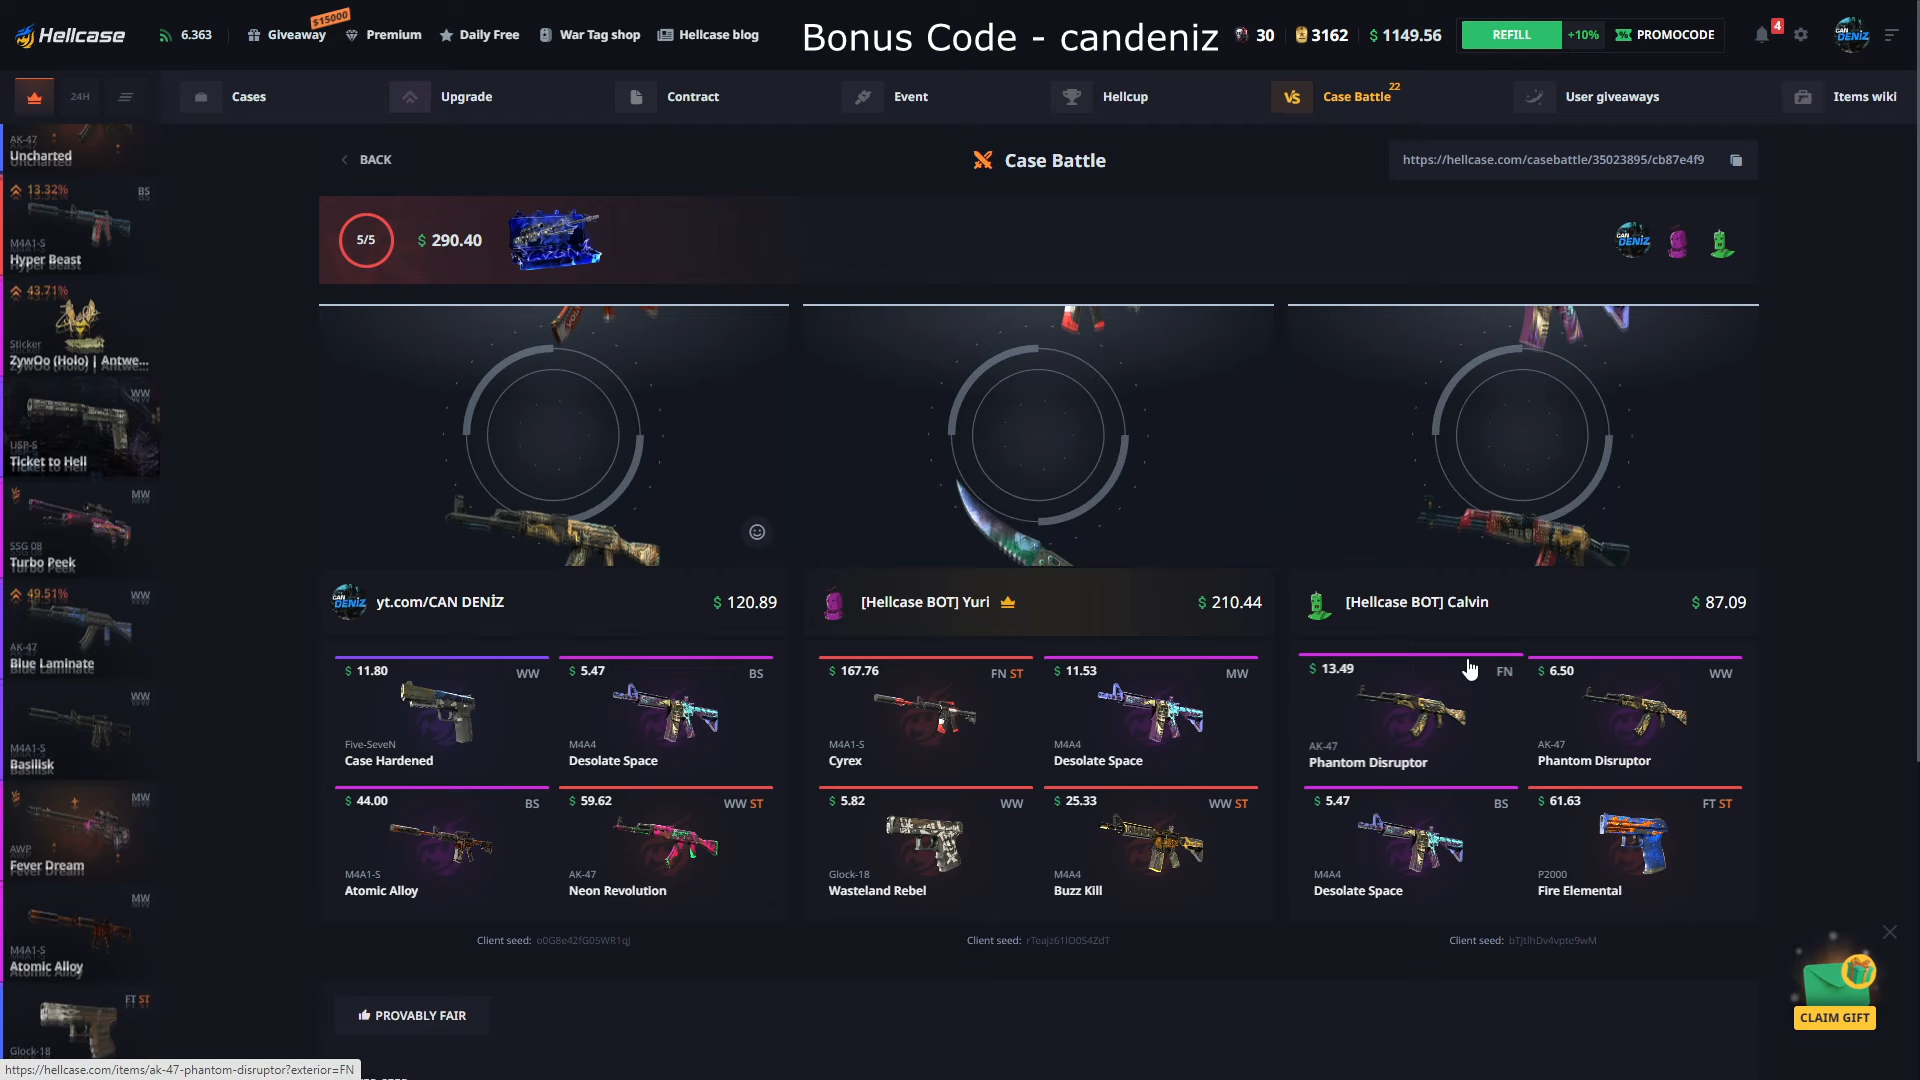 Hellcase
6.363
Giveaway
$15000
Premium
Daily Free
War Tag shop
Hellcase blog
Bonus Code - candeniz
30
3162
$ 1149.56
REFILL
+10%
PROMOCODE
4
24H
Cases
Upgrade
Contract
Event
Hellcup
VS
Case Battle
22
User giveaways
Items wiki
AK-47
Uncharted
13.32%
BS
M4A1-S
Hyper Beast
43.71%
Sticker
ZywOo (Holo) | Antwe...
WW
USP-S
Ticket to Hell
MW
SSG 08
Turbo Peek
49.51%
WW
AK-47
Blue Laminate
WW
M4A1-S
Basilisk
MW
AWP
Fever Dream
MW
M4A1-S
Atomic Alloy
FT ST
Glock-18
BACK
Case Battle
https://hellcase.com/casebattle/35023895/cb87e4f9
5/5
$ 290.40
CAN DENİZ
yt.com/CAN DENİZ
$ 120.89
$ 11.80
WW
Five-SeveN
Case Hardened
$ 5.47
BS
M4A4
Desolate Space
$ 44.00
BS
M4A1-S
Atomic Alloy
$ 59.62
WW ST
AK-47
Neon Revolution
Client seed: o0G8e42fG05WR1qJ
[Hellcase BOT] Yuri
$ 210.44
$ 167.76
FN ST
M4A1-S
Cyrex
$ 11.53
MW
M4A4
Desolate Space
$ 5.82
WW
Glock-18
Wasteland Rebel
$ 25.33
WW ST
M4A4
Buzz Kill
Client seed:
[Hellcase BOT] Calvin
$ 87.09
$ 13.49
FN
AK-47
Phantom Disruptor
$ 6.50
WW
AK-47
Phantom Disruptor
$ 5.47
BS
M4A4
Desolate Space
$ 61.63
FT ST
P2000
Fire Elemental
Client seed:
PROVABLY FAIR
CLAIM GIFT
https://hellcase.com/items/ak-47-phantom-disruptor?exterior=FN